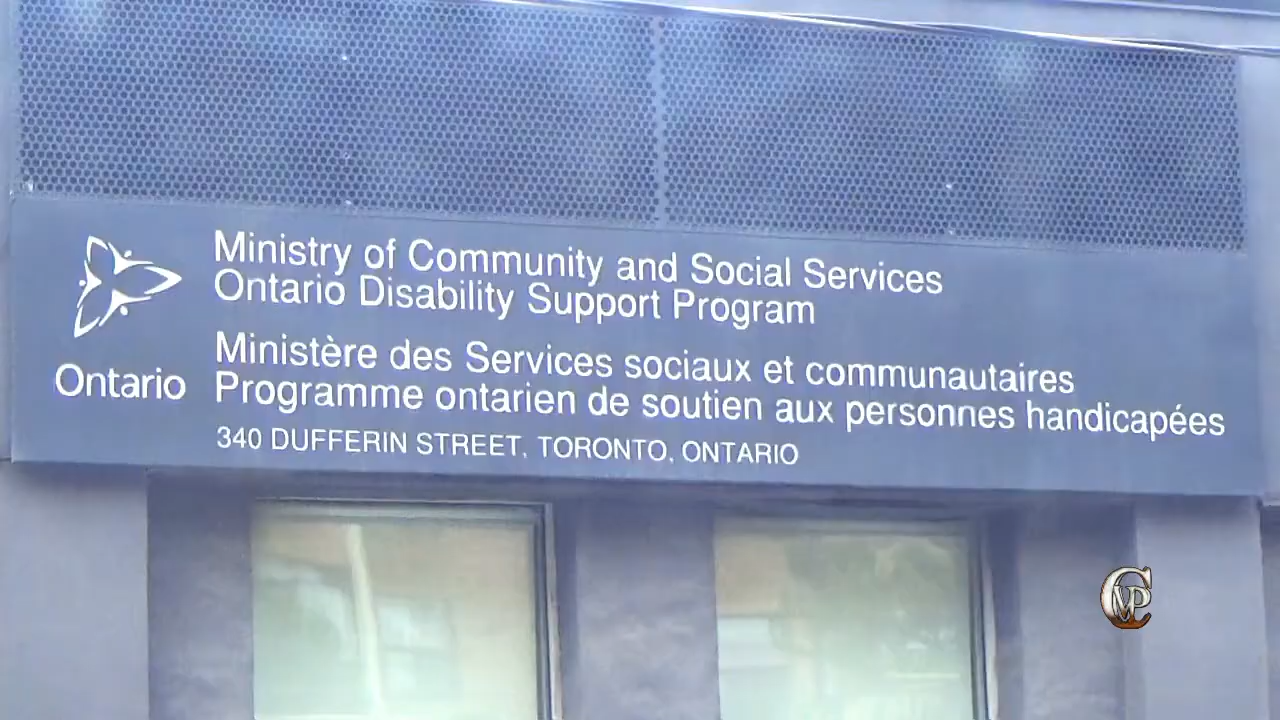 Ministry of Community and Social Services
Ontario Disability Support Program
Ministère des Services sociaux et communautaires
Programme ontarien de soutien aux personnes handicapées
340 DUFFERIN STREET, TORONTO, ONTARIO
Ontario